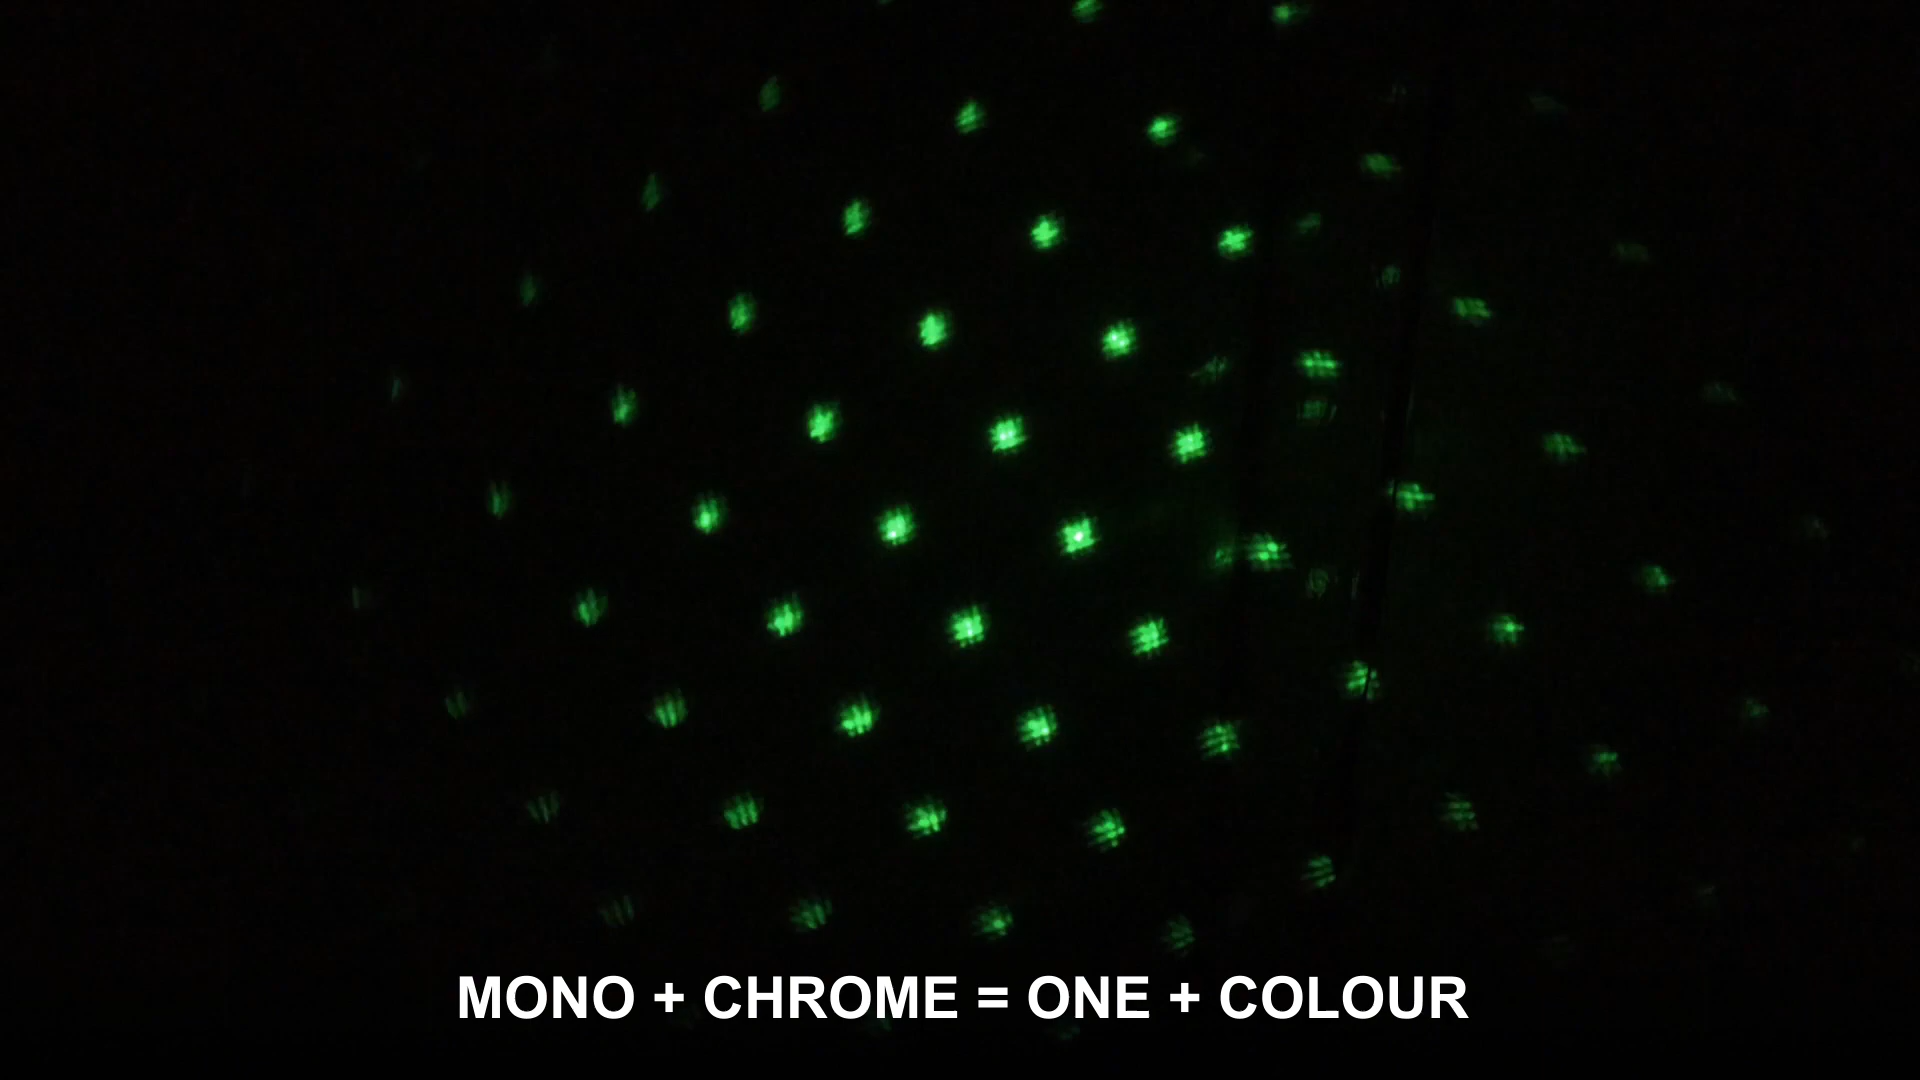 MONO + CHROME = ONE + COLOUR